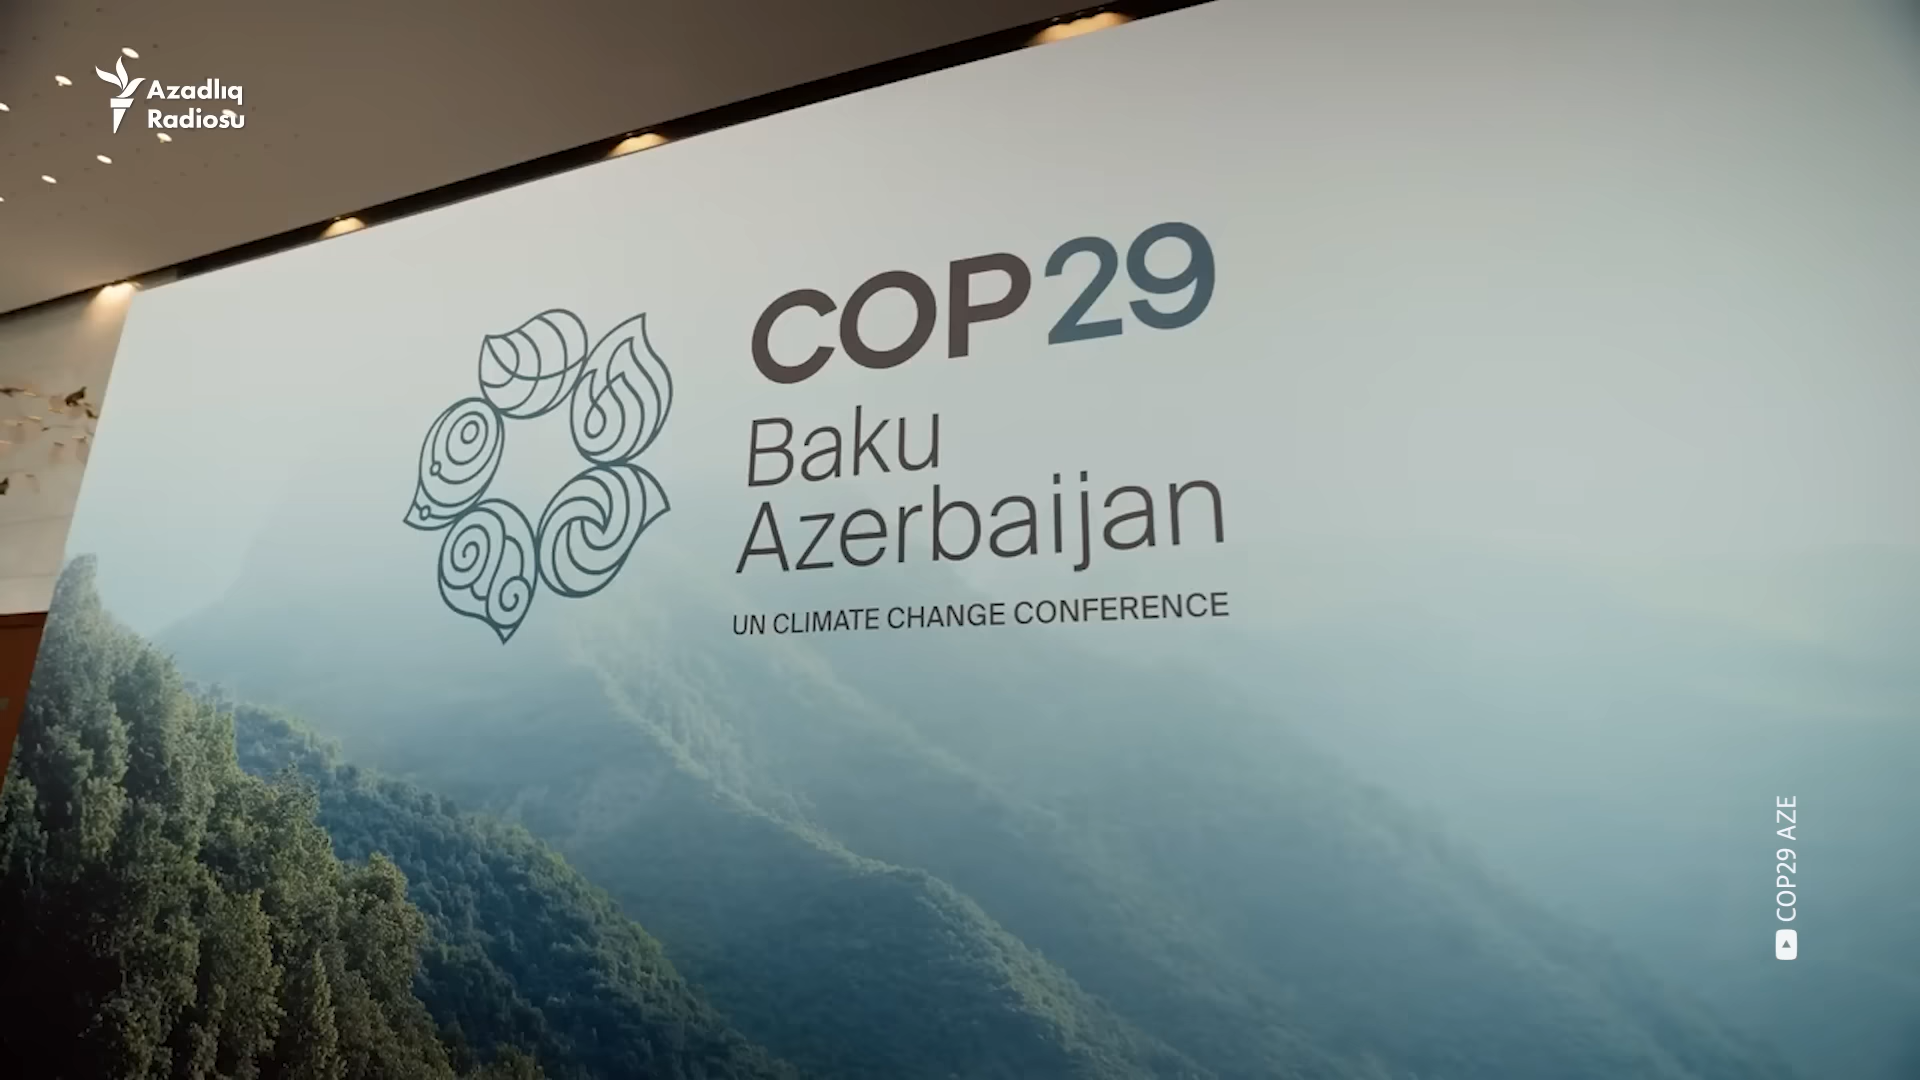 Azadlıq
Radiosu
COP29
Baku
Azerbaijan
UN CLIMATE CHANGE CONFERENCE
COP29 AZE